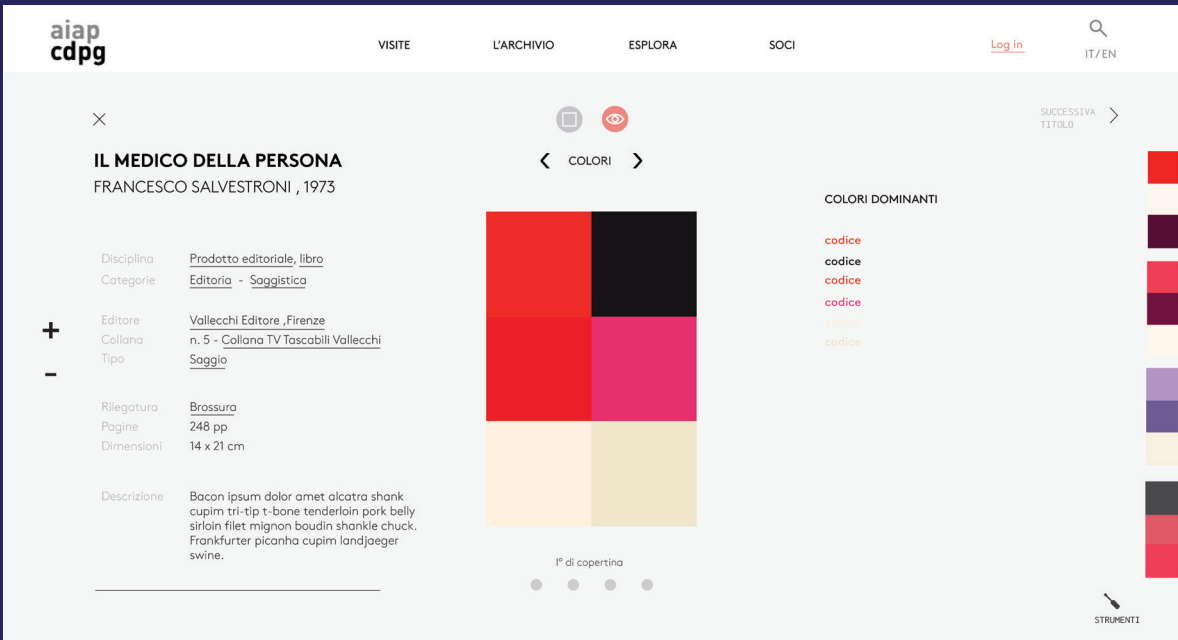 aiap
cdpg
VISITE
L'ARCHIVIO
ESPLORA
SOCI
Log in
IT/EN
SUCCESSIVA
TITOLO
IL MEDICO DELLA PERSONA
FRANCESCO SALVESTRONI , 1973
COLORI
COLORI DOMINANTI
codice
codice
codice
codice
codice
Disciplina Prodotto editoriale, libro
Categorie Editoria - Saggistica
Editore Vallecchi Editore ,Firenze
Collana n. 5 - Collana TV Tascabili Vallecchi
Tipo Saggio
+
-
Rilegatura Brossura
Pagine 248 pp
Dimensioni 14 x 21 cm
Descrizione Bacon ipsum dolor amet alcatra shank
cupim tri-tip t-bone tenderloin pork belly
sirloin filet mignon boudin shankle chuck.
Frankfurter picanha cupim landjaeger
swine.
I° di copertina
STRUMENTI